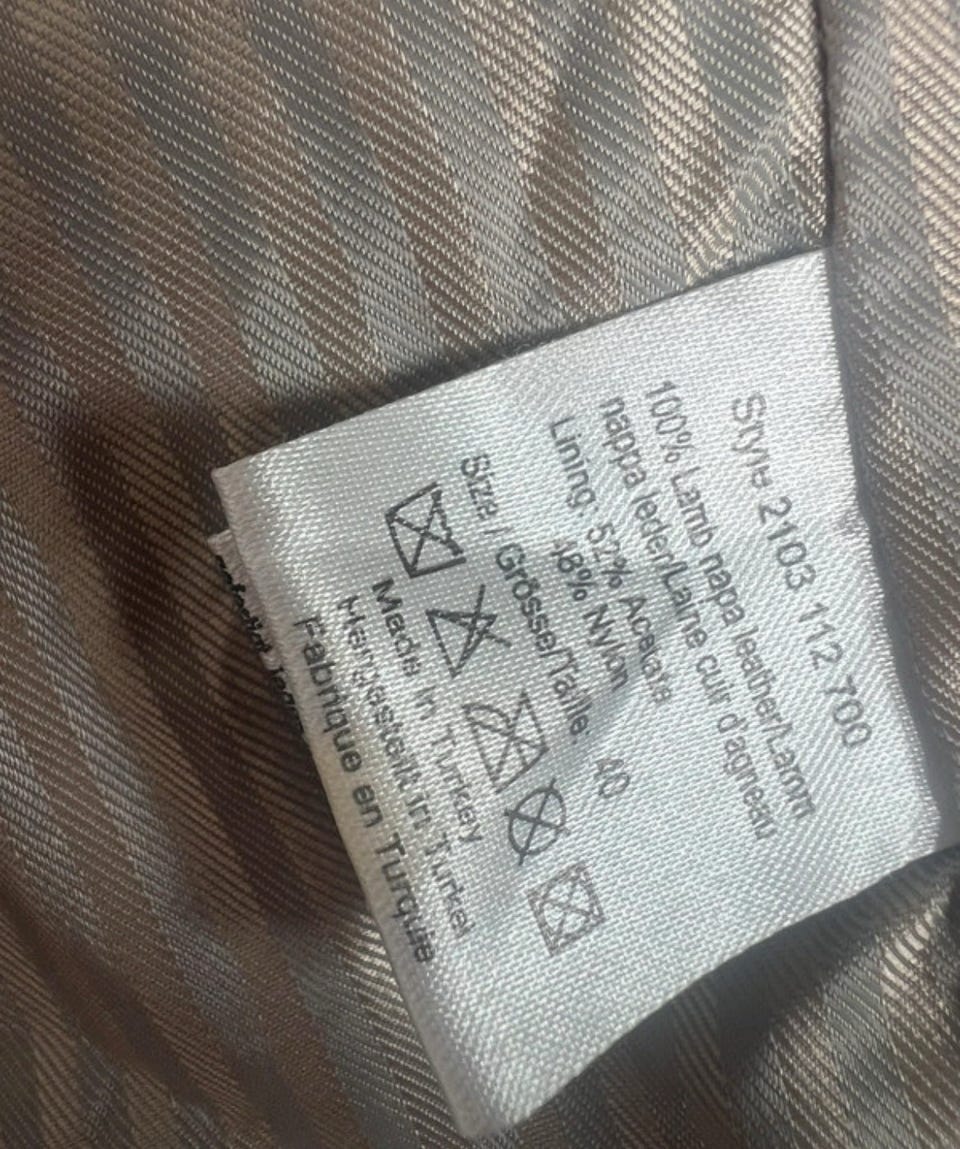 Style 2103 112 700
100% Lamb napa leather/Lamm
nappa leder/Laine cuir d'agneau
Lining 52% Acetate
48% Nylon
Size / Grösse/Taille: 40
Made in Turkey
Hergestellt in Turkei
Fabrique en Turquie